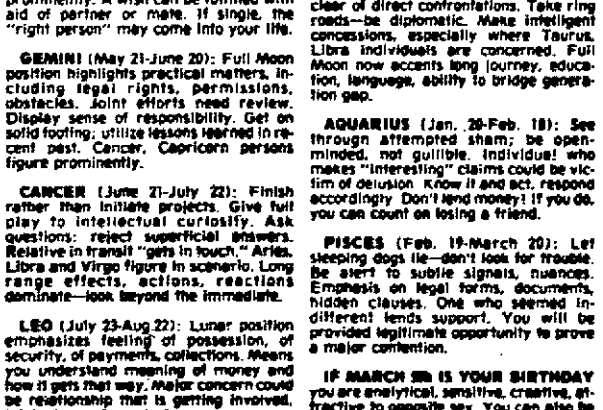 aid of partner or mate. If single, the
"right person" may come into your life.
GEMINI (May 21-June 20): Full Moon
position highlights practical matters, in-
cluding legal rights, permissions,
obstacles. Joint efforts need review.
Display sense of responsibility. Get on
solid footing; utilize lessons learned in re-
cent past. Cancer, Capricorn persons
figure prominently.
CANCER (June 21-July 22): Finish
rather than initiate projects. Give full
play to intellectual curiosity. Ask
questions: reject superficial answers.
Relative in transit "gets in touch." Aries,
Libra and Virgo figure in scenario. Long
range effects, actions, reactions
dominate—look beyond the immediate.
LEO (July 23-Aug 22): Lunar position
emphasizes feeling of possession, of
security, of payments, collections. Means
you understand meaning of money and
how it gets that way. Major concern could
be relationship that is getting involved,
clear of direct confrontations. Take ring
roads—be diplomatic. Make intelligent
concessions, especially where Taurus,
Libra individuals are concerned. Full
Moon now accents long journey, educa-
tion, language, ability to bridge genera-
tion gap.
AQUARIUS (Jan. 20-Feb. 18): See
through attempted sham; be open-
minded, not gullible. Individual who
makes "interesting" claims could be vic-
tim of delusion. Know it and act, respond
accordingly. Don't lend money! If you do,
you can count on losing a friend.
PISCES (Feb. 19-March 20): Let
sleeping dogs lie—don't look for trouble.
Be alert to subtle signals, nuances.
Emphasis on legal forms, documents,
hidden clauses. One who seemed in-
different lends support. You will be
provided legitimate opportunity to prove
a major contention.
IF MARCH IS YOUR BIRTHDAY
you are analytical, sensitive, creative, at-
tractive to opposite sex. You can also be